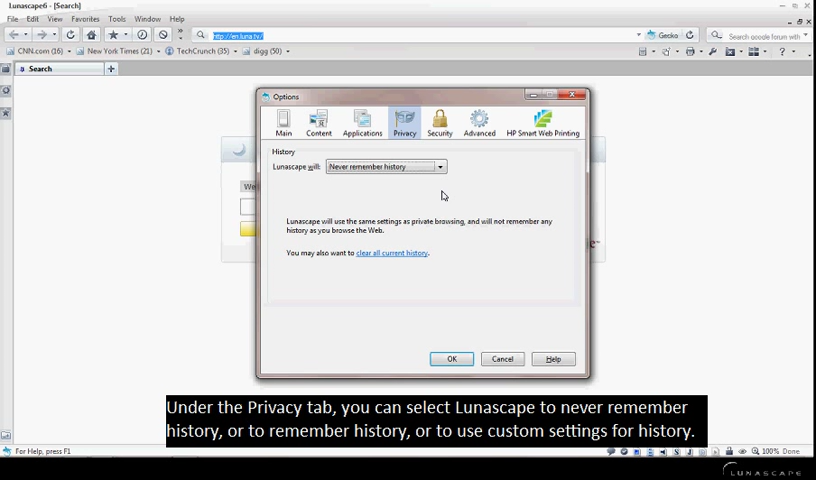 Lunascape6 - [Search]
File Edit View Favorites Tools Window Help
http://en.luna.tv/
Gecko
Search gcode forum with
CNN.com (16) New York Times (21) TechCrunch (35) digg (50)
Search
Options
Main Content Applications Privacy Security Advanced HP Smart Web Printing
History
Lunascape will: Never remember history
Lunascape will use the same settings as private browsing, and will not remember any
history as you browse the Web.
You may also want to clear all current history.
OK Cancel Help
Under the Privacy tab, you can select Lunascape to never remember
history, or to remember history, or to use custom settings for history.
For Help, press F1
100% Done
LUNASCAPE